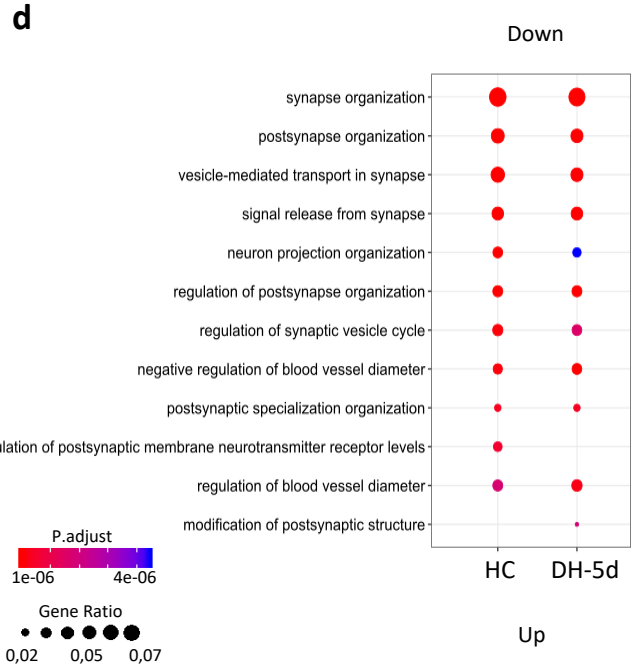 d
Down
synapse organization
postsynapse organization
vesicle-mediated transport in synapse
signal release from synapse
neuron projection organization
regulation of postsynapse organization
regulation of synaptic vesicle cycle
negative regulation of blood vessel diameter
postsynaptic specialization organization
of postsynaptic membrane neurotransmitter receptor levels
regulation of blood vessel diameter
modification of postsynaptic structure
HC DH-5d
P.adjust
1e-06 4e-06
Gene Ratio
0,02 0,05 0,07
Up